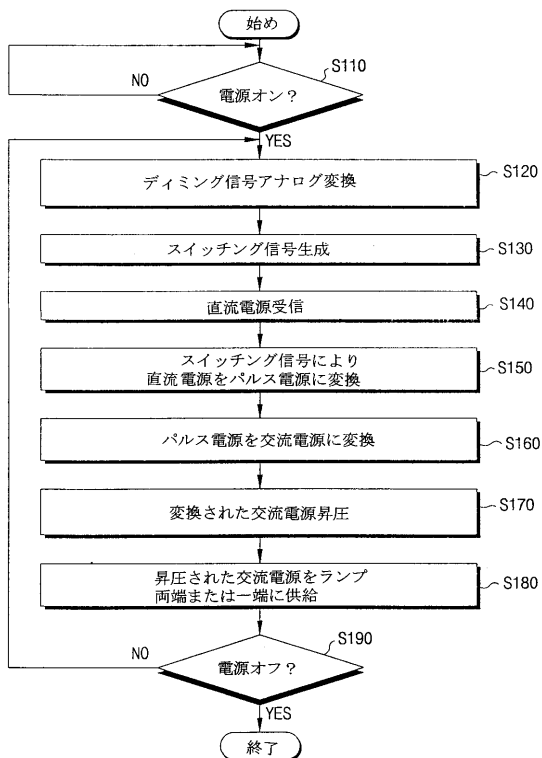 始め
NO
電源オン?
S110
YES
ディミング信号アナログ変換
S120
スイッチング信号生成
S130
直流電源受信
S140
スイッチング信号により
直流電源をパルス電源に変換
S150
パルス電源を交流電源に変換
S160
変換された交流電源昇圧
S170
昇圧された交流電源をランプ
両端または一端に供給
S180
NO
電源オフ?
S190
YES
終了